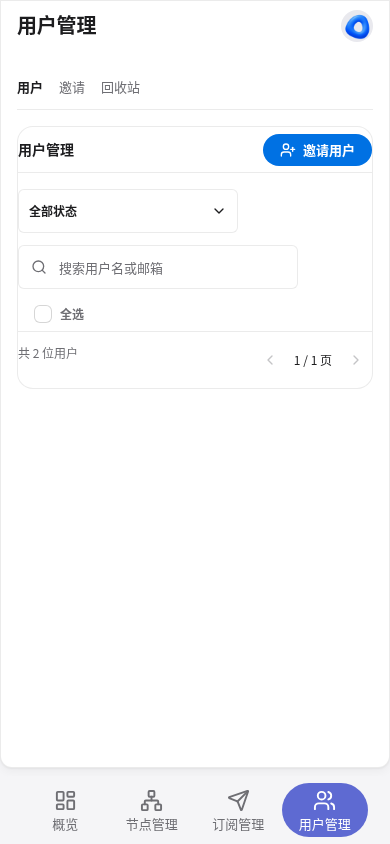 用户管理
用户 邀请 回收站
用户管理 邀请用户
全部状态
搜索用户名或邮箱
全选
共 2 位用户 1 / 1 页
概览 节点管理 订阅管理 用户管理